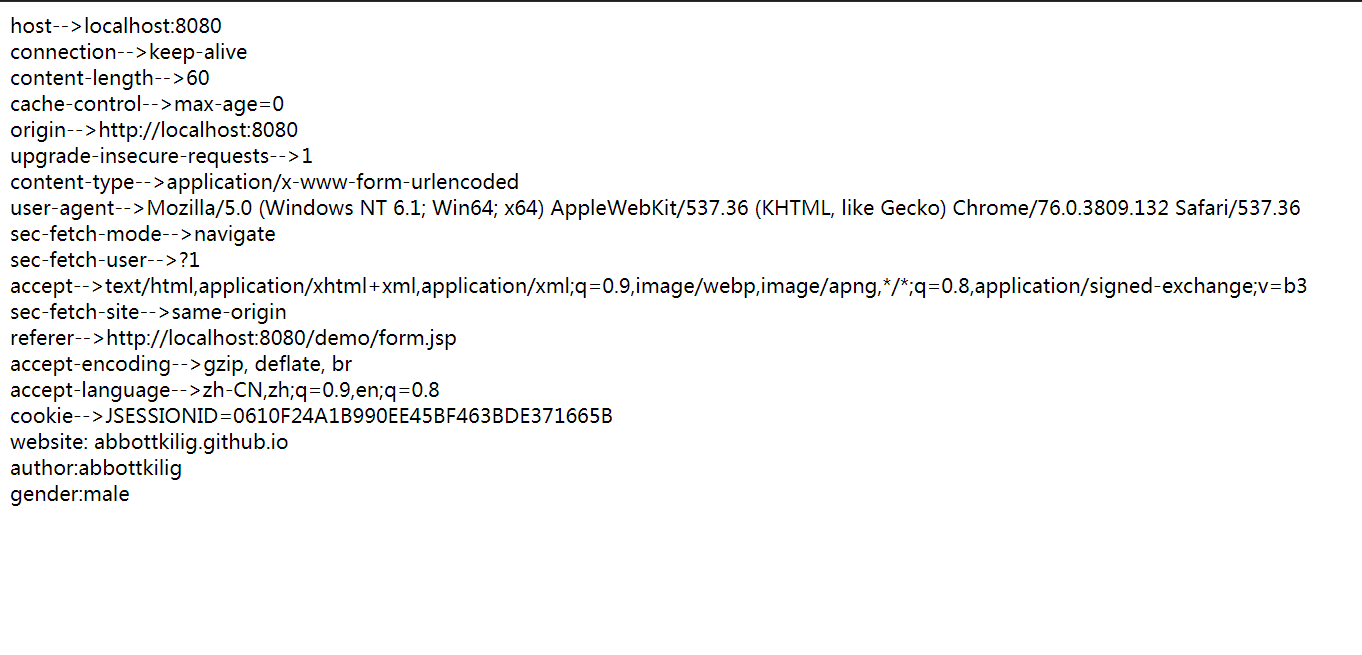 host-->localhost:8080
connection-->keep-alive
content-length-->60
cache-control-->max-age=0
origin-->http://localhost:8080
upgrade-insecure-requests-->1
content-type-->application/x-www-form-urlencoded
user-agent-->Mozilla/5.0 (Windows NT 6.1; Win64; x64) AppleWebKit/537.36 (KHTML, like Gecko) Chrome/76.0.3809.132 Safari/537.36
sec-fetch-mode-->navigate
sec-fetch-user-->?1
accept-->text/html,application/xhtml+xml,application/xml;q=0.9,image/webp,image/apng,*/*;q=0.8,application/signed-exchange;v=b3
sec-fetch-site-->same-origin
referer-->http://localhost:8080/demo/form.jsp
accept-encoding-->gzip, deflate, br
accept-language-->zh-CN,zh;q=0.9,en;q=0.8
cookie-->JSESSIONID=0610F24A1B990EE45BF463BDE371665B
website: abbottkilig.github.io
author:abbottkilig
gender:male